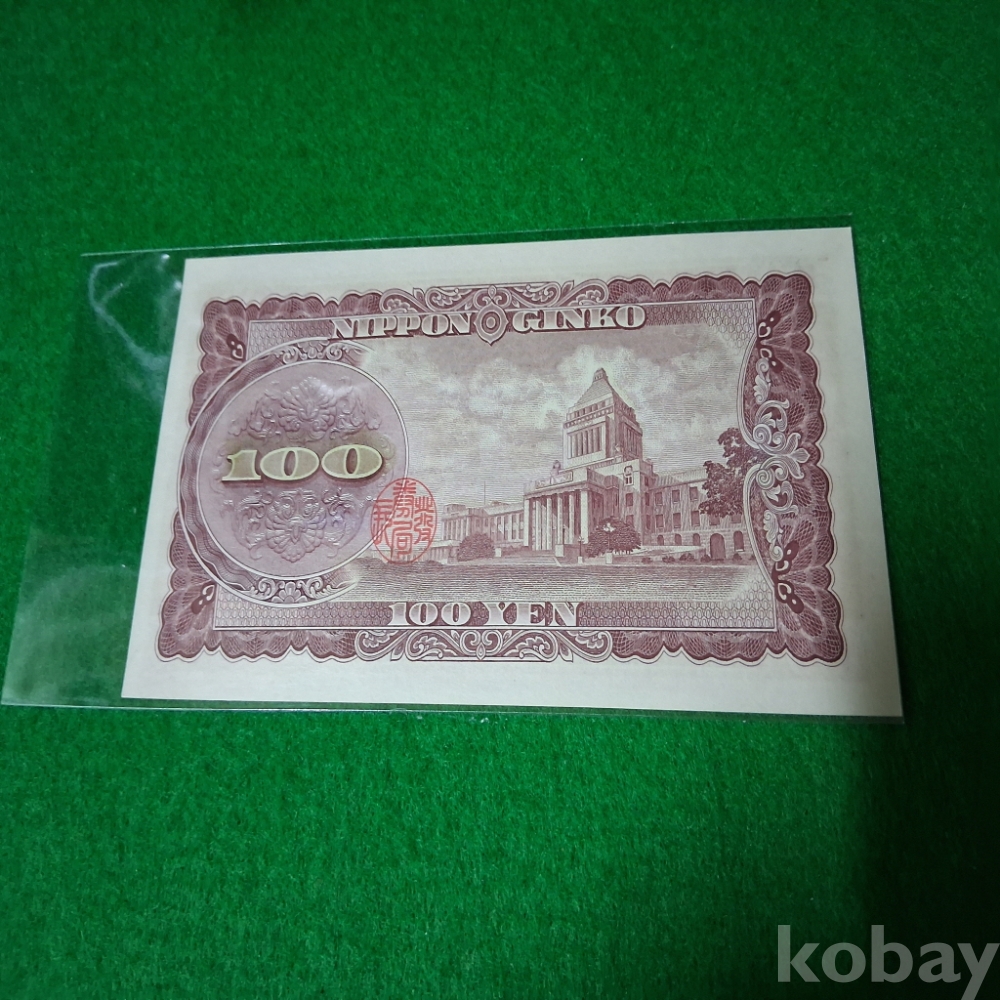 NIPPON GINKO
100
100 YEN
kobay